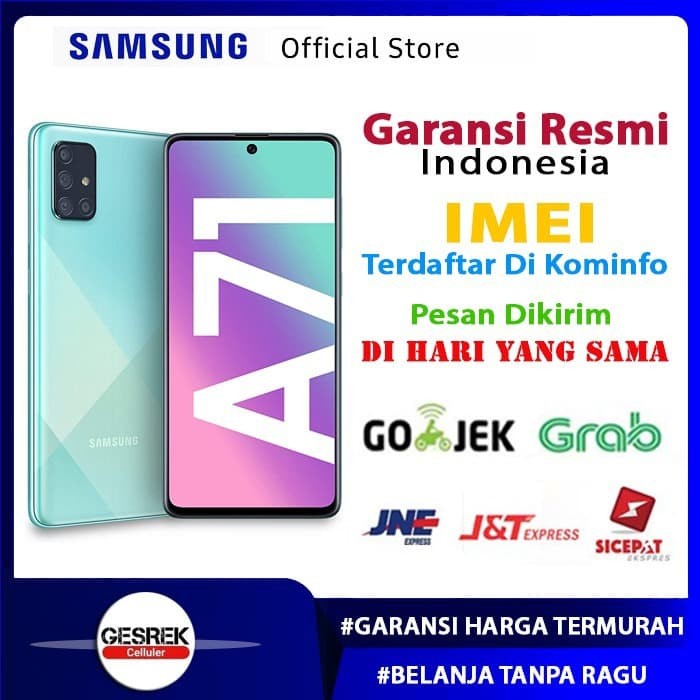 SAMSUNG Official Store
Garansi Resmi
Indonesia
IMEI
Terdaftar Di Kominfo
Pesan Dikirim
DI HARI YANG SAMA
A71
SAMSUNG
GOJEK Grab
JNE
EXPRESS
J&T EXPRESS
SICEPAT
EKSPRES
GESREK
Celluler
#GARANSI HARGA TERMURAH
#BELANJA TANPA RAGU